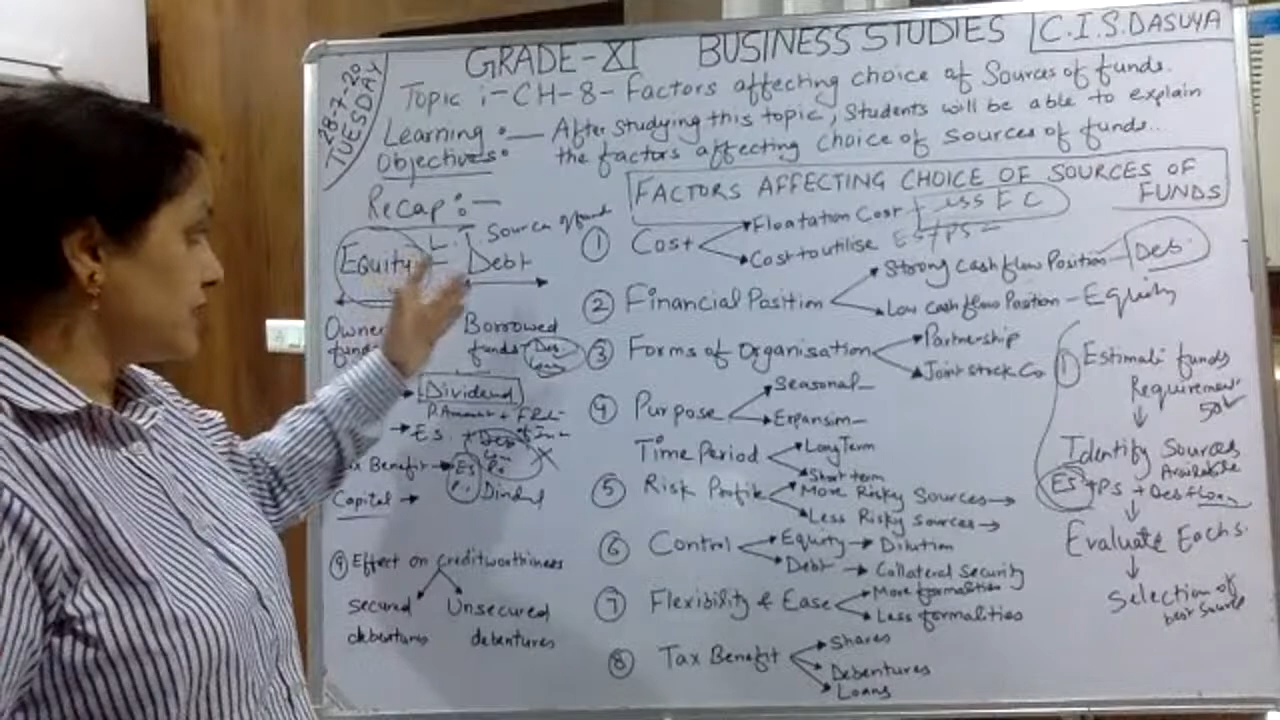 28-7-20
TUESDAY
GRADE-XI BUSINESS STUDIES
C.I.S.DASUYA
Topic :- CH-8- Factors affecting choice of Sources of funds.
Learning Objectives:- After studying this topic, Students will be able to explain
the factors affecting choice of sources of funds...
Recap :-
L.T Source of
Equity Debt
Borrowed
funds
Dividend
E.S.
Benefit
Capital →
⑨ Effect on creditworthiness
Secured Unsecured
debentures debentures
FACTORS AFFECTING CHOICE OF SOURCES OF
FUNDS
① Cost
Floatation Cost Less F C
Cost to utilise ES/PS
② Financial Position
Strong Cash flow Position Deb.
Low cash flow Position - Equity
③ Forms of Organisation
Partnership
Joint stock Co
④ Purpose
Seasonal
Expansion
Time Period
Long Term
Short term
⑤ Risk Profile
More Risky Sources →
Less Risky Sources →
⑥ Control
Equity → Dilution
Debt → Collateral Security
⑦ Flexibility & Ease
More formalities
Less formalities
⑧ Tax Benefit
Shares
Debentures
Loans
① Estimate funds
Requirement
Identify Sources
Available
ES + PS + Deb
Evaluate Each S.
Selection of
best source